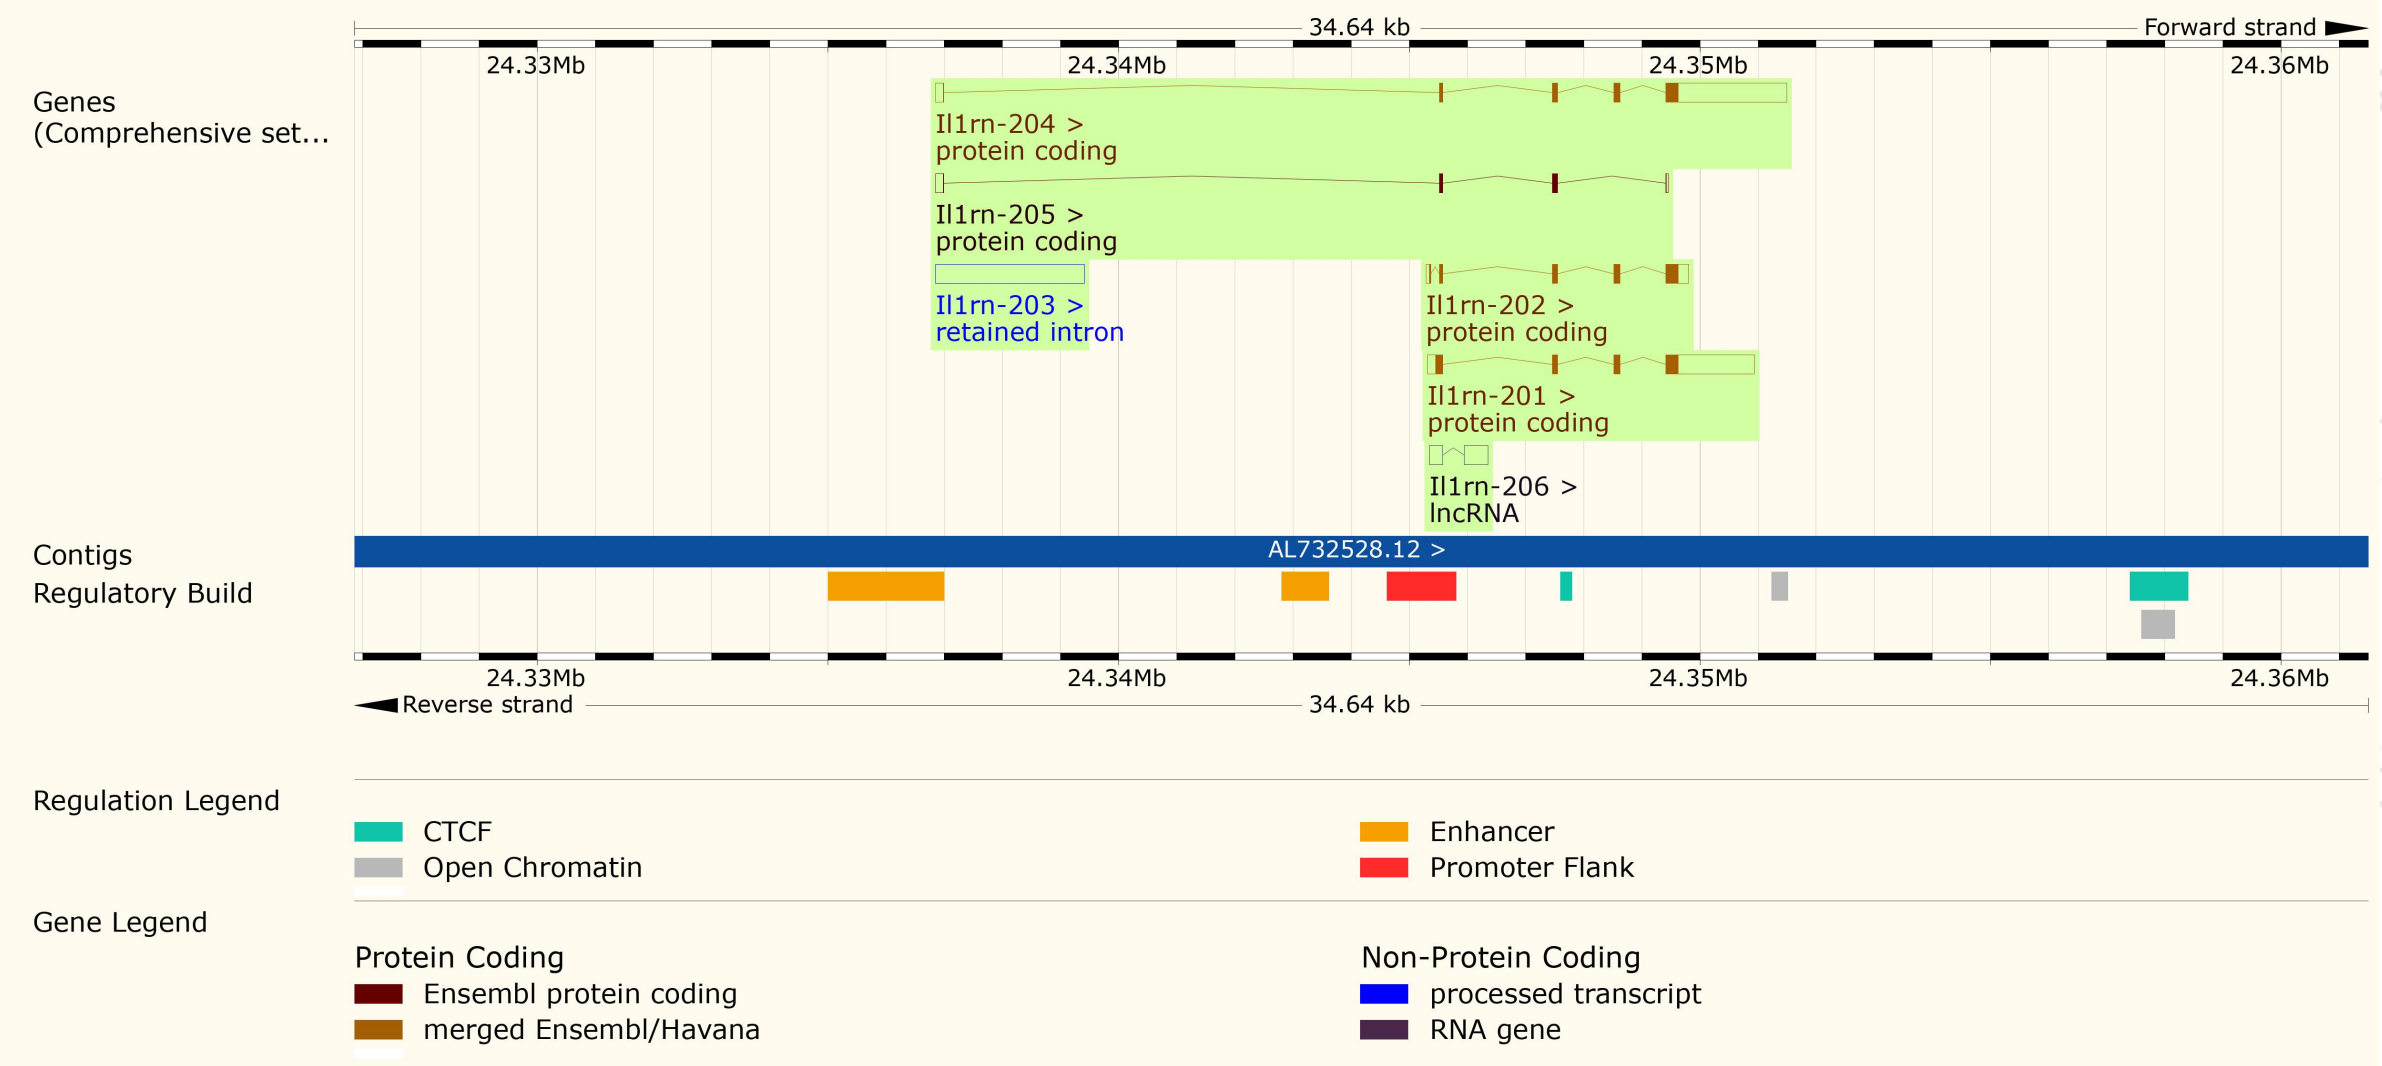 34.64 kb Forward strand
24.33Mb 24.34Mb 24.35Mb 24.36Mb
Genes
(Comprehensive set...
Il1rn-204 >
protein coding
Il1rn-205 >
protein coding
Il1rn-203 > Il1rn-202 >
retained intron protein coding
Il1rn-201 >
protein coding
Il1rn-206 >
lncRNA
Contigs AL732528.12 >
Regulatory Build
24.33Mb 24.34Mb 24.35Mb 24.36Mb
Reverse strand 34.64 kb
Regulation Legend
CTCF Enhancer
Open Chromatin Promoter Flank
Gene Legend
Protein Coding Non-Protein Coding
Ensembl protein coding processed transcript
merged Ensembl/Havana RNA gene